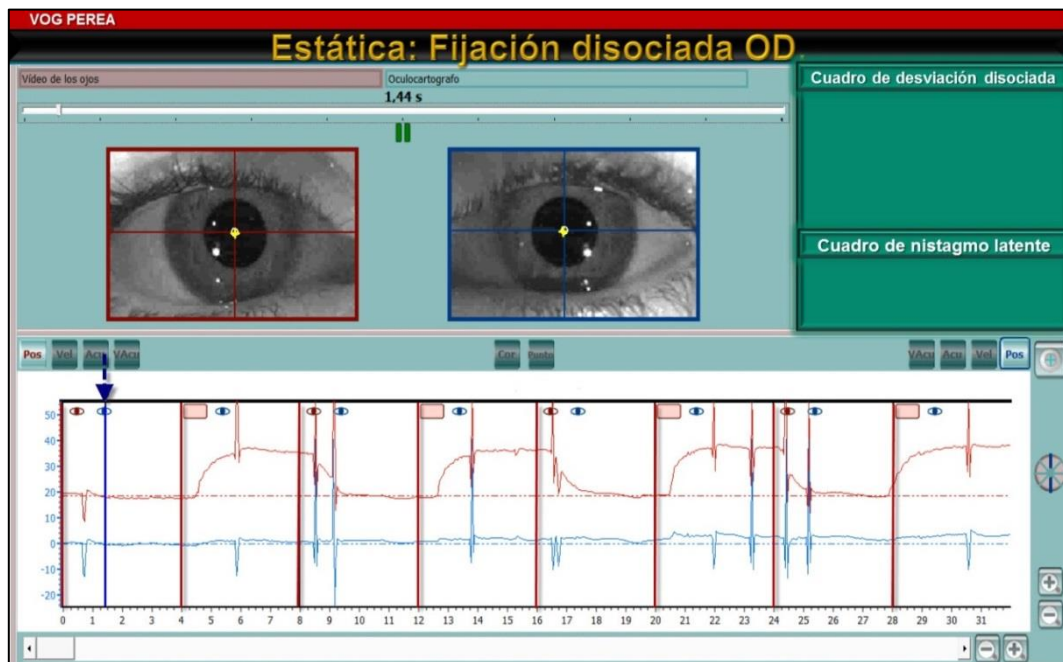 VOG PEREA
Estática: Fijación disociada OD.
Vídeo de los ojos
Oculocartografo
1,44 s
Cuadro de desviación disociada
Cuadro de nistagmo latente
Pos Vel Acu VAcu Cor Punto VAcu Acu Vel Pos
50
40
30
20
10
0
-10
-20
0 1 2 3 4 5 6 7 8 9 10 11 12 13 14 15 16 17 18 19 20 21 22 23 24 25 26 27 28 29 30 31